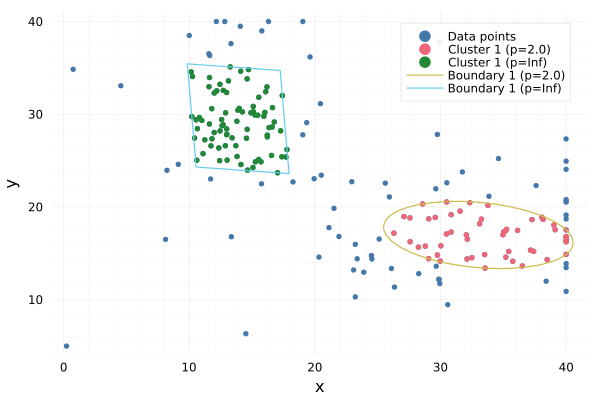 Data points
Cluster 1 (p=2.0)
Cluster 1 (p=Inf)
Boundary 1 (p=2.0)
Boundary 1 (p=Inf)
40
30
20
10
y
0
10
20
30
40
x